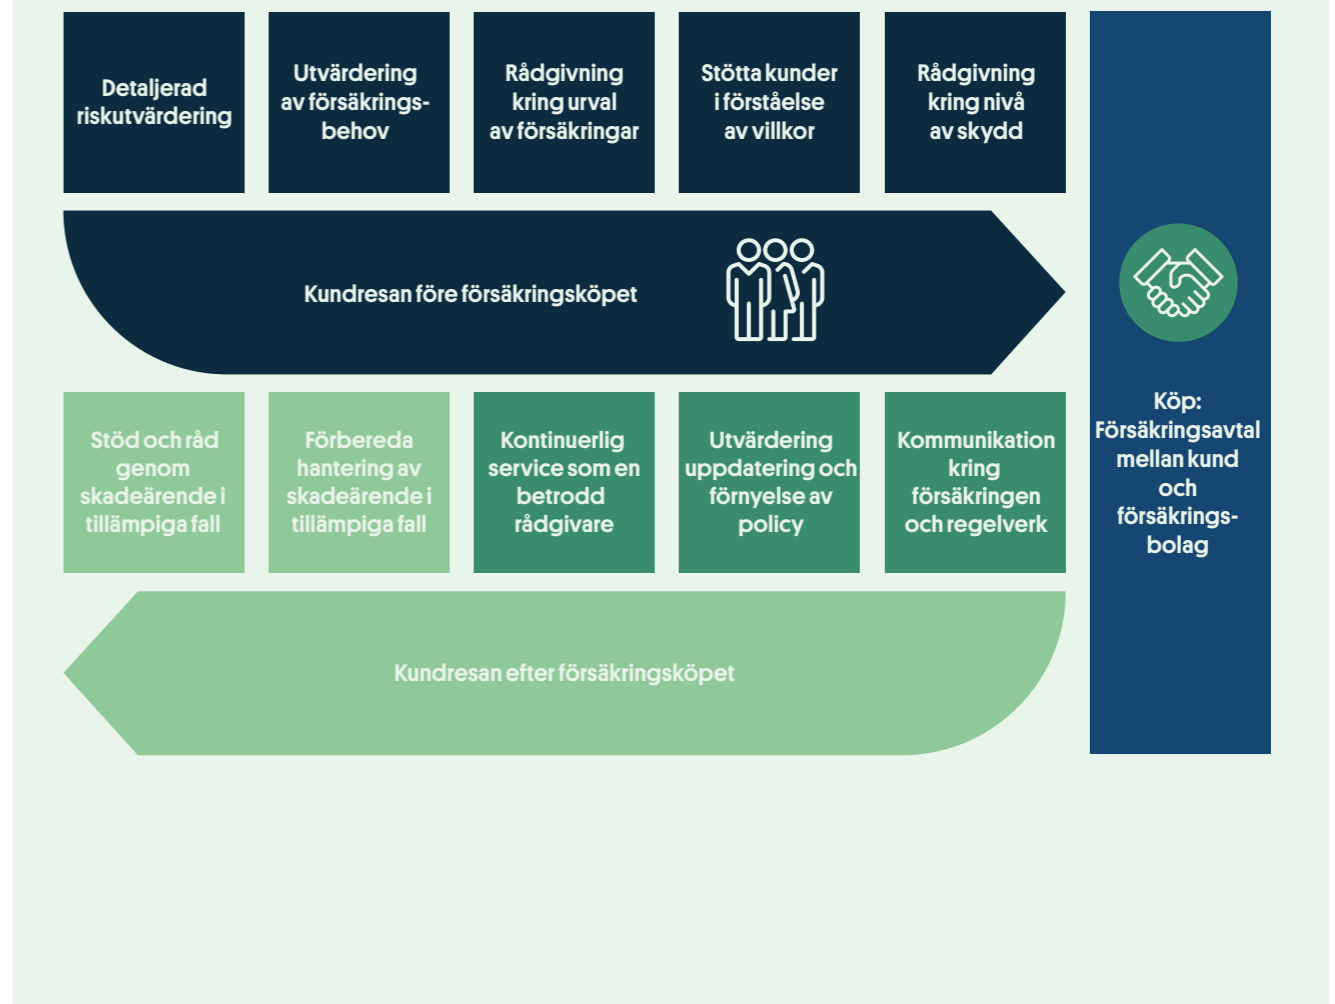 Detaljerad
riskutvärdering
Utvärdering
av försäkrings-
behov
Rådgivning
kring urval
av försäkringar
Stötta kunder
i förståelse
av villkor
Rådgivning
kring nivå
av skydd
Kundresan före försäkringsköpet
Köp:
Försäkringsavtal
mellan kund
och
försäkrings-
bolag
Stöd och råd
genom
skadeärende i
tillämpiga fall
Förbereda
hantering av
skadeärende i
tillämpiga fall
Kontinuerlig
service som en
betrodd
rådgivare
Utvärdering
uppdatering och
förnyelse av
policy
Kommunikation
kring
försäkringen
och regelverk
Kundresan efter försäkringsköpet